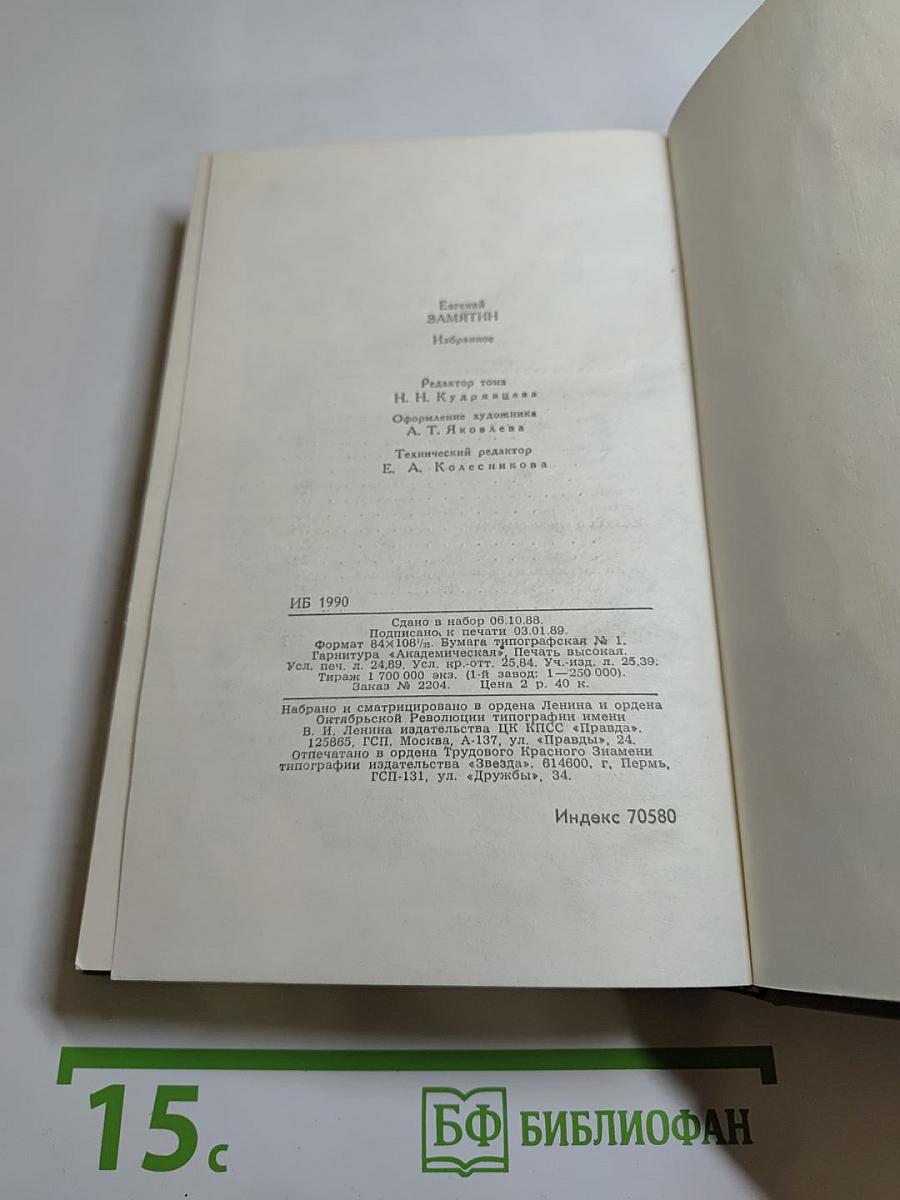 Евгений
ЗАМЯТИН
Избранное
Редактор тома
Н. Н. Кудрявцева
Оформление художника
А. Т. Яковлева
Технический редактор
Е. А. Колесникова
ИБ 1990
Сдано в набор 06.10.88.
Подписано к печати 03.01.89.
Формат 84×108¹/₃₂. Бумага типографская № 1.
Гарнитура «Академическая». Печать высокая.
Усл. печ. л. 24,89. Усл. кр.-отт. 25,84. Уч.-изд. л. 25,39.
Тираж 1 700 000 экз. (1-й завод: 1—250 000).
Заказ № 2204. Цена 2 р. 40 к.
Набрано и сматрицировано в ордена Ленина и ордена
Октябрьской Революции типографии имени
В. И. Ленина издательства ЦК КПСС «Правда».
125865, ГСП, Москва, А-137, ул. «Правды», 24.
Отпечатано в ордена Трудового Красного Знамени
типографии издательства «Звезда». 614600, г. Пермь,
ГСП-131, ул. «Дружбы», 34.
Индекс 70580
15 с
БФ БИБЛИОФАН